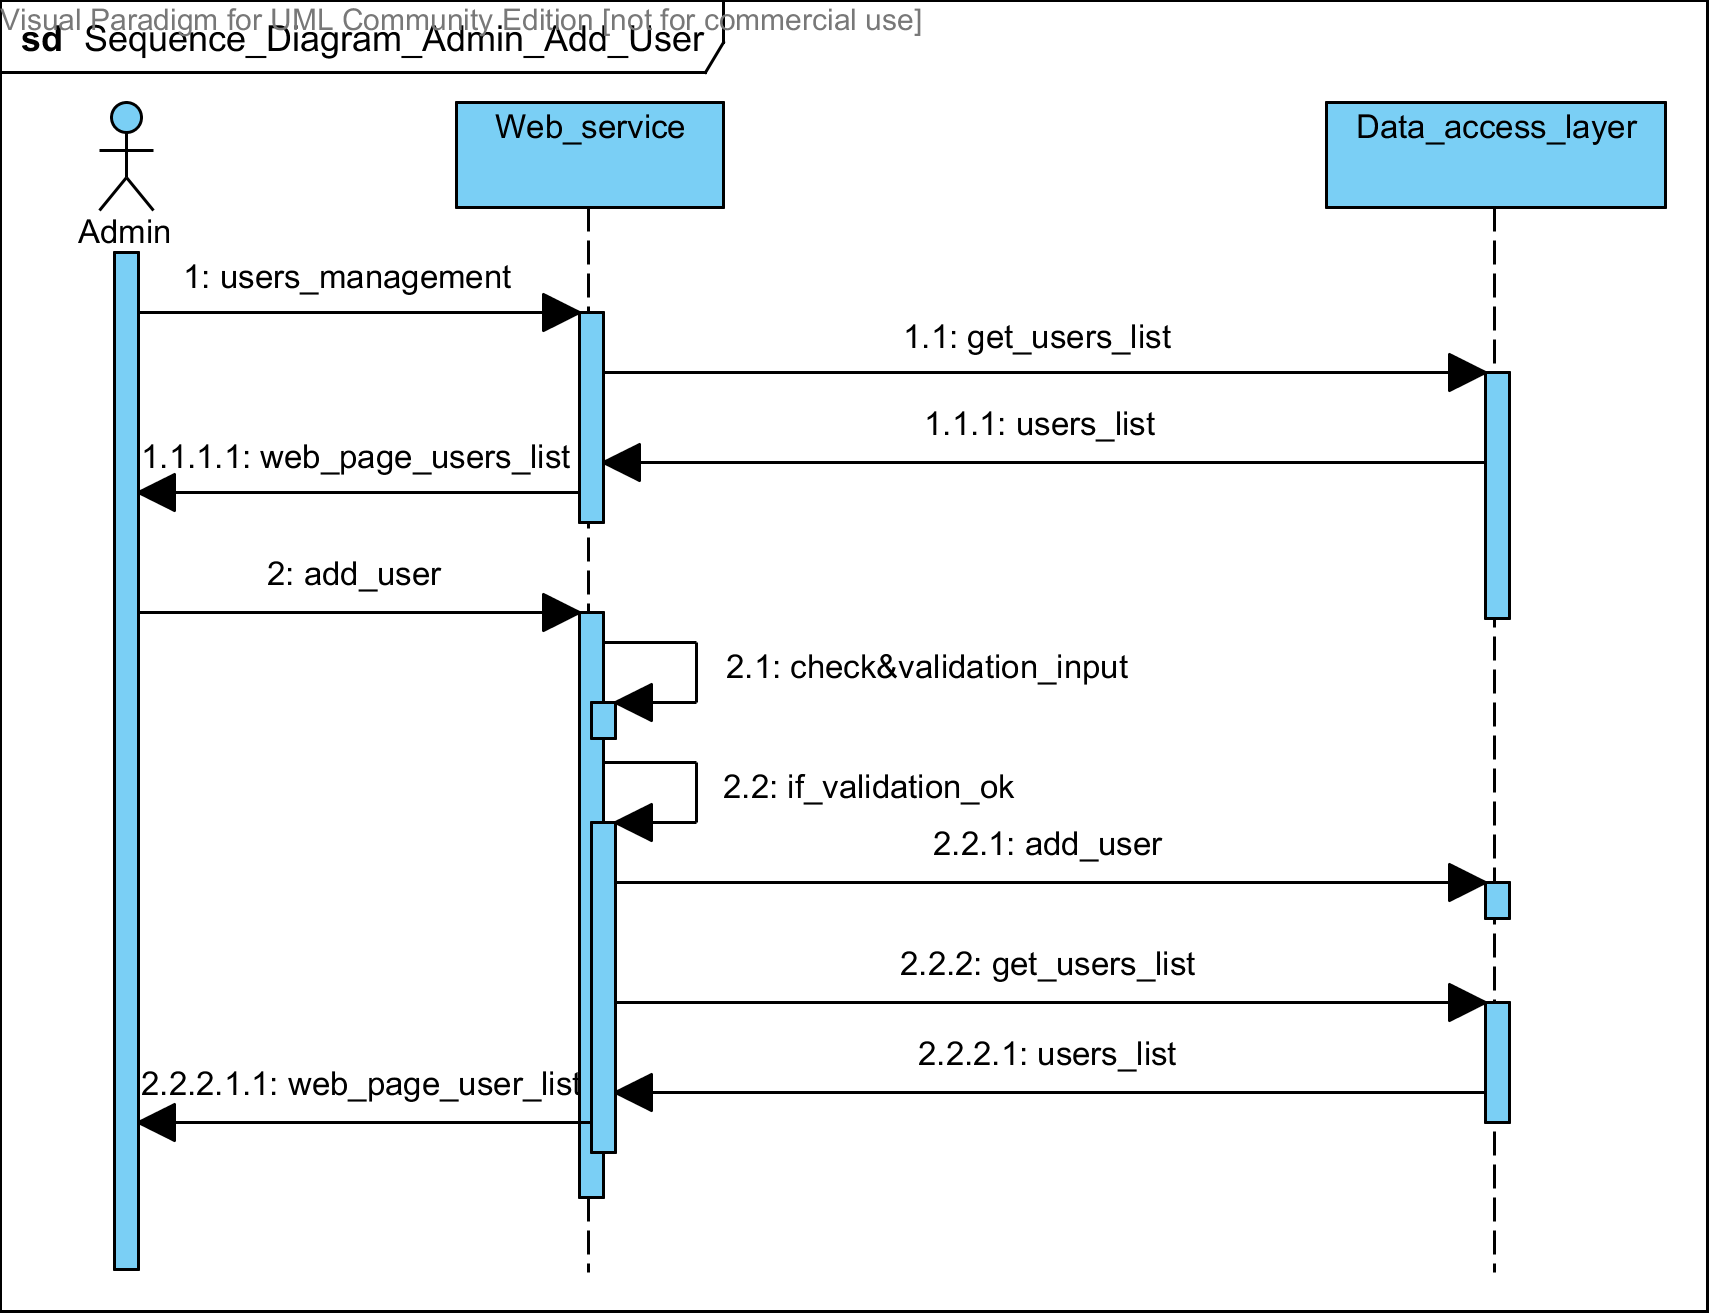 Visual Paradigm for UML Community Edition [not for commercial use]
sd Sequence_Diagram_Admin_Add_User
Web_service
Data_access_layer
Admin
1: users_management
1.1: get_users_list
1.1.1: users_list
1.1.1.1: web_page_users_list
2: add_user
2.1: check&validation_input
2.2: if_validation_ok
2.2.1: add_user
2.2.2: get_users_list
2.2.2.1: users_list
2.2.2.1.1: web_page_user_list